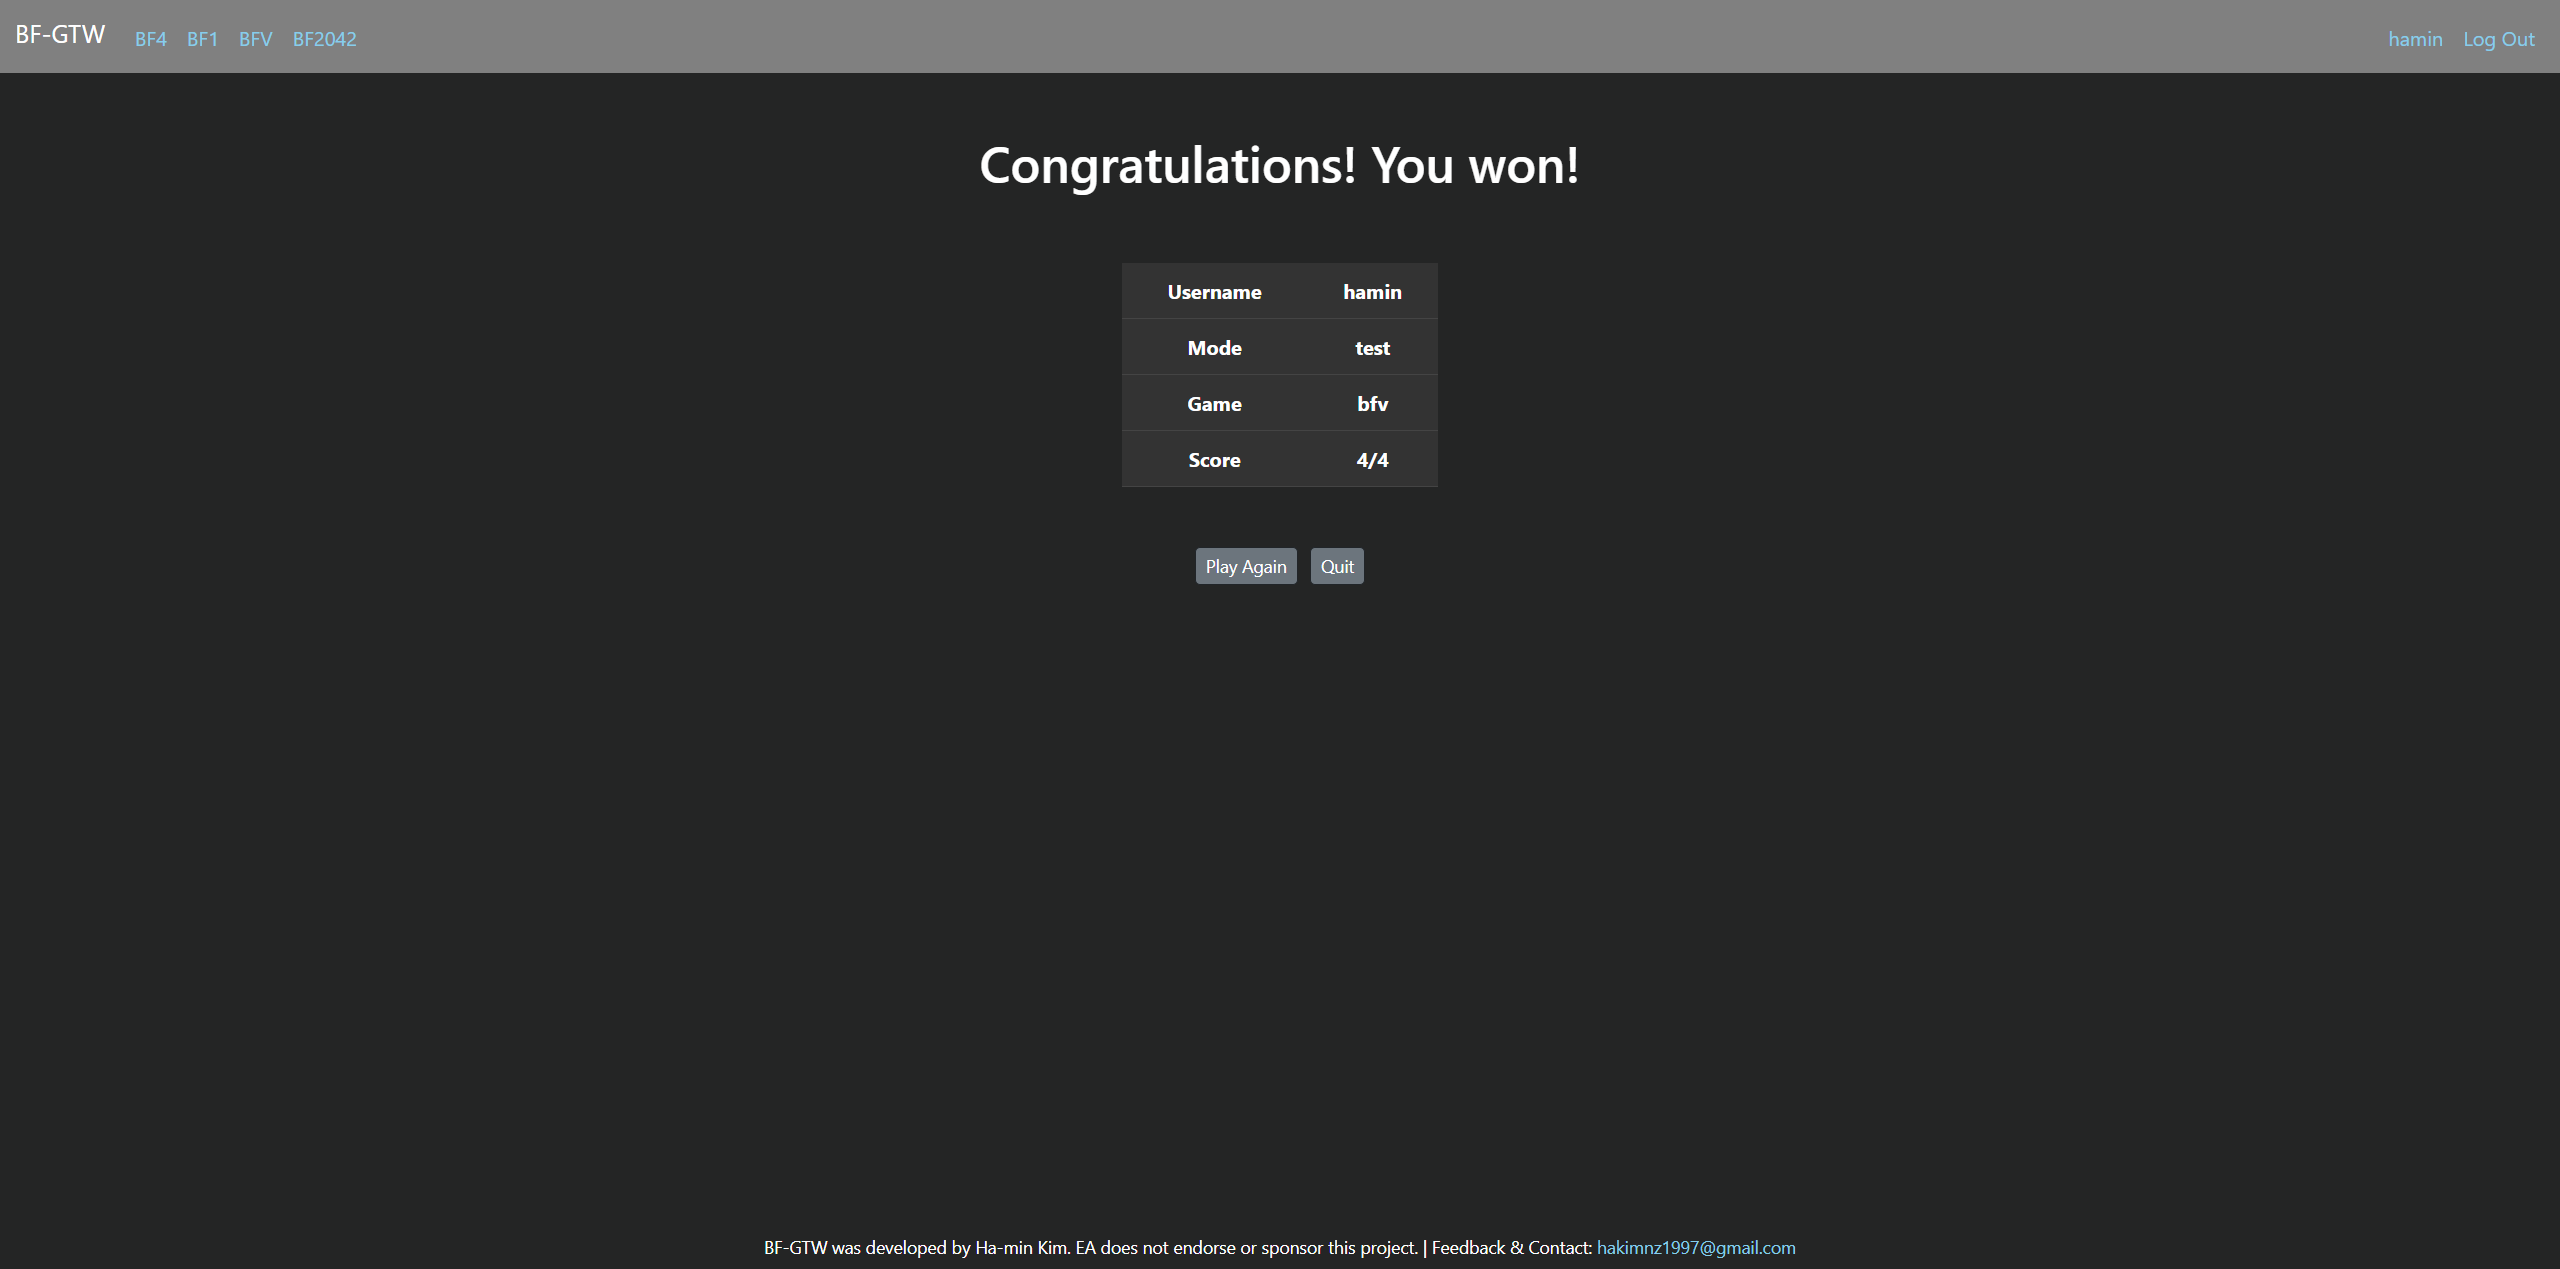 BF-GTW BF4 BF1 BFV BF2042 hamin Log Out
Congratulations! You won!
Username hamin
Mode test
Game bfv
Score 4/4
Play Again Quit
BF-GTW was developed by Ha-min Kim. EA does not endorse or sponsor this project. | Feedback & Contact: hakimnz1997@gmail.com